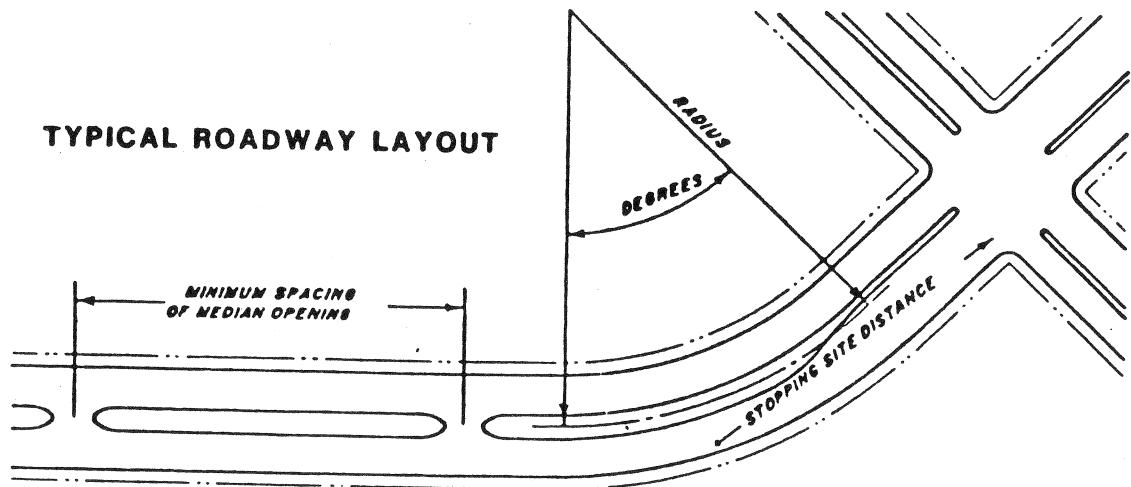 TYPICAL ROADWAY LAYOUT
RADIUS
DEGREES
MINIMUM SPACING
OF MEDIAN OPENING
STOPPING SITE DISTANCE